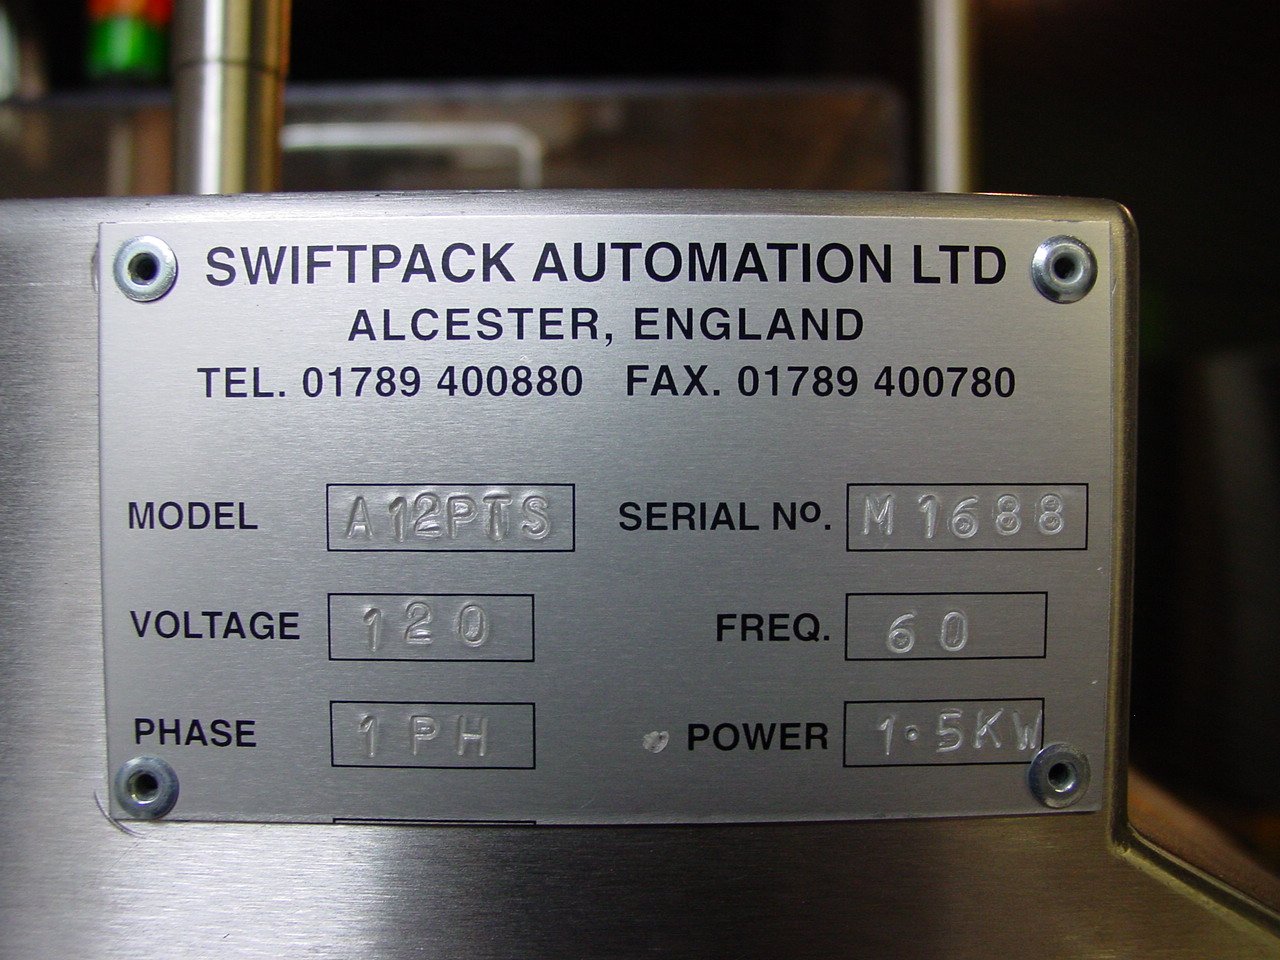 SWIFTPACK AUTOMATION LTD
ALCESTER, ENGLAND
TEL. 01789 400880 FAX. 01789 400780
MODEL A12PTS SERIAL No. M1688
VOLTAGE 120 FREQ. 60
PHASE 1PH POWER 1.5KW